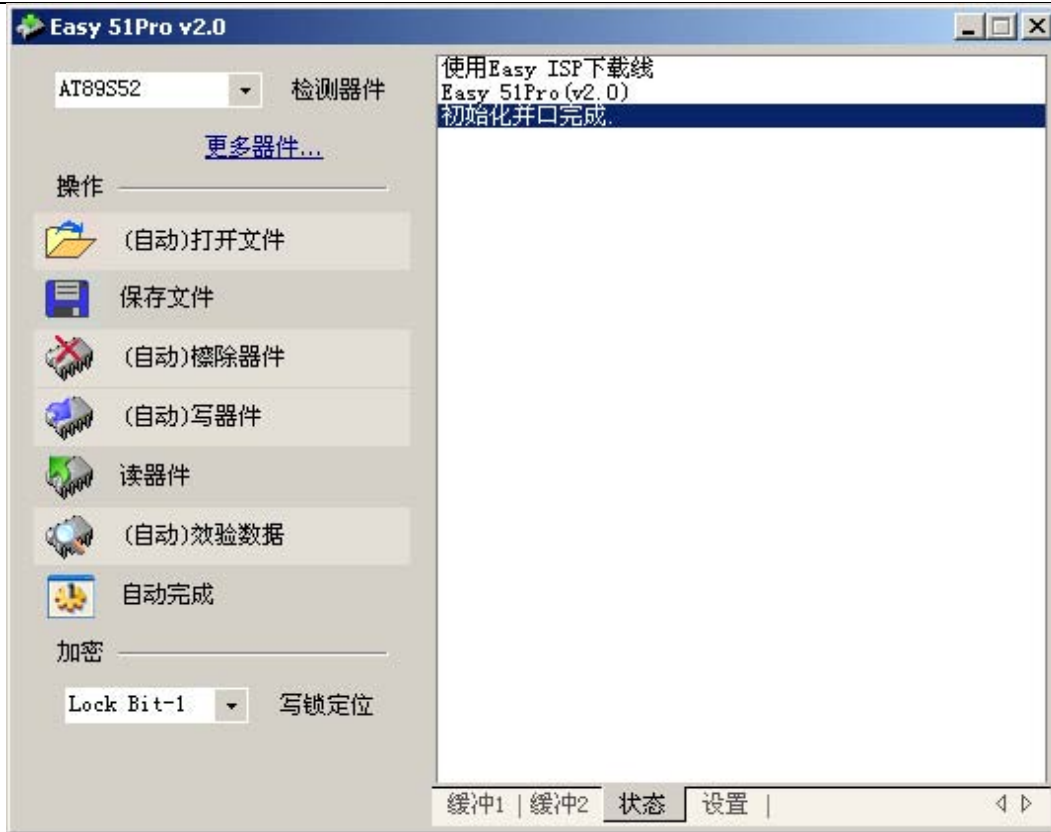 Easy 51Pro v2.0
AT89S52
检测器件
更多器件...
操作
(自动)打开文件
保存文件
(自动)擦除器件
(自动)写器件
读器件
(自动)效验数据
自动完成
加密
Lock Bit-1
写锁定位
使用Easy ISP下载线
Easy 51Pro(v2.0)
初始化并口完成.
缓冲1 | 缓冲2 状态 设置 |